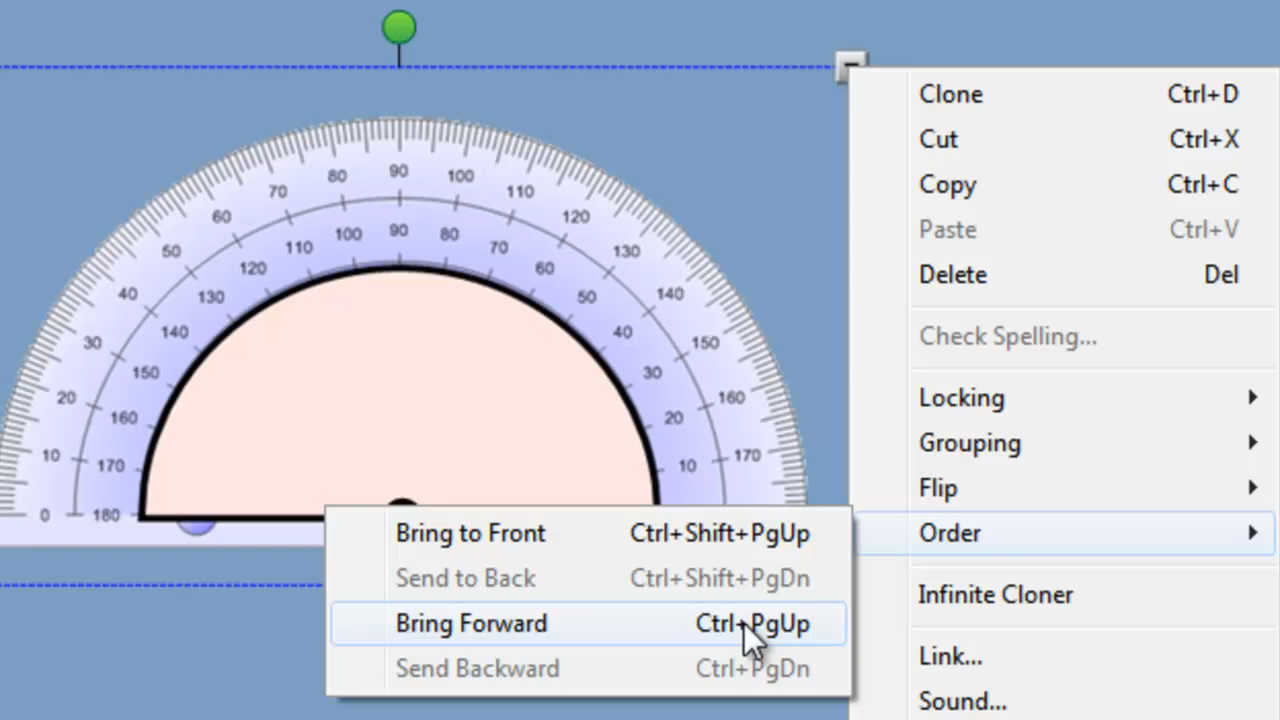 Clone Ctrl+D
Cut Ctrl+X
Copy Ctrl+C
Paste Ctrl+V
Delete Del
Check Spelling...
Locking
Grouping
Flip
Order
Infinite Cloner
Link...
Sound...
Bring to Front Ctrl+Shift+PgUp
Send to Back Ctrl+Shift+PgDn
Bring Forward Ctrl+PgUp
Send Backward Ctrl+PgDn
0 10 20 30 40 50 60 70 80 90 100 110 120 130 140 150 160 170
180 170 160 150 140 130 120 110 100 90 80 70 60 50 40 30 20 10